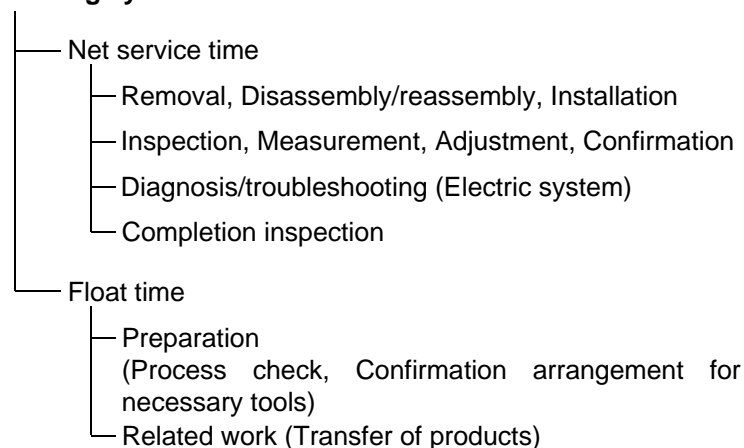 Net service time
Removal, Disassembly/reassembly, Installation
Inspection, Measurement, Adjustment, Confirmation
Diagnosis/troubleshooting (Electric system)
Completion inspection
Float time
Preparation
(Process check, Confirmation arrangement for
necessary tools)
Related work (Transfer of products)